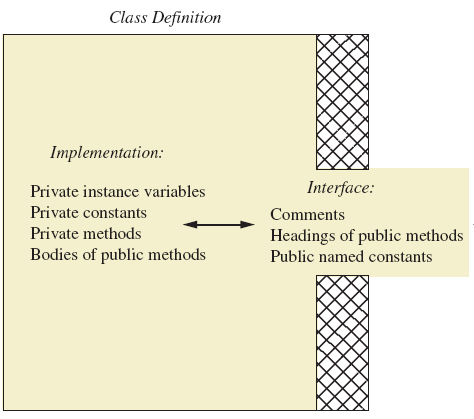 Class Definition
Implementation:
Private instance variables
Private constants
Private methods
Bodies of public methods
Interface:
Comments
Headings of public methods
Public named constants